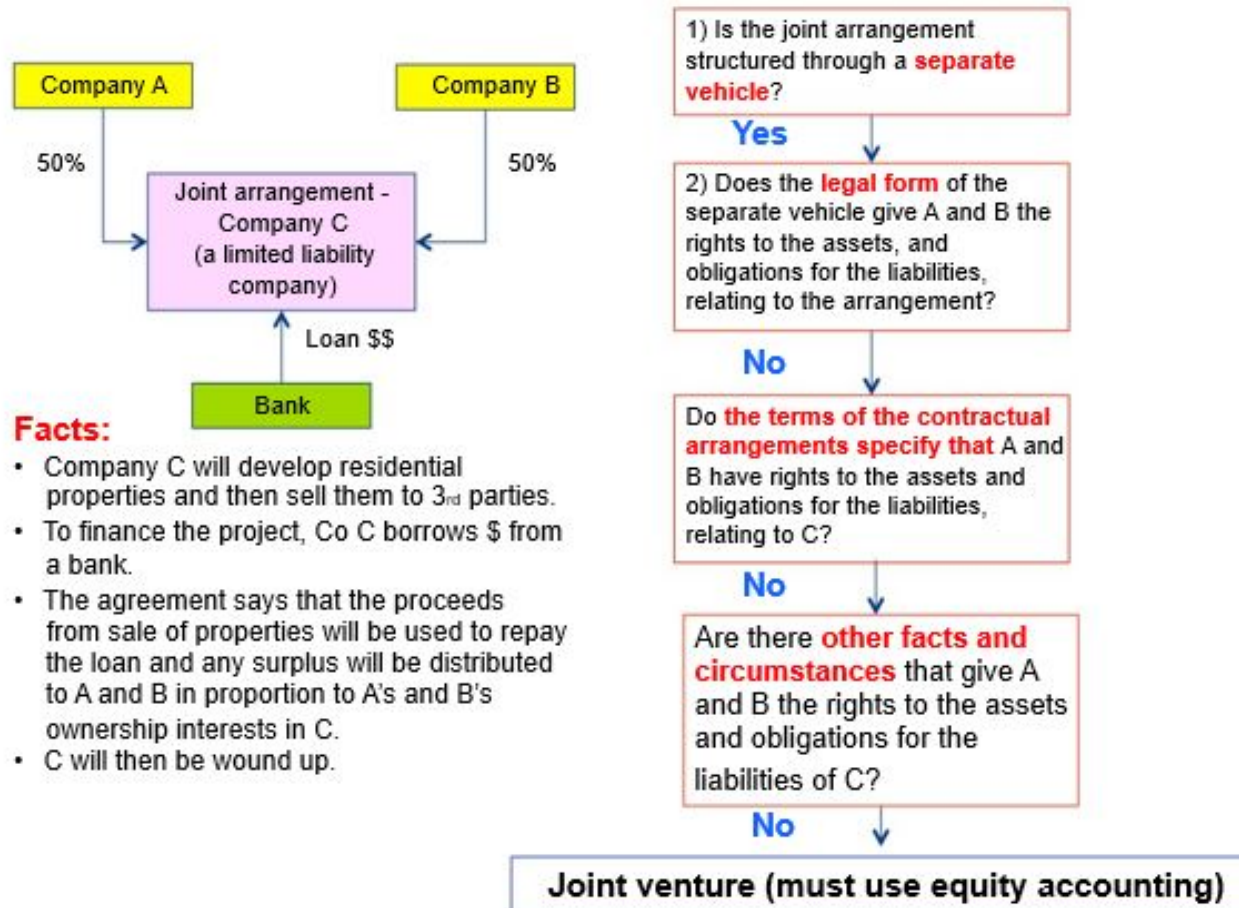 Company A
Company B
50%
50%
Joint arrangement -
Company C
(a limited liability
company)
Loan $$
Bank
Facts:
• Company C will develop residential
properties and then sell them to 3rd parties.
• To finance the project, Co C borrows $ from
a bank.
• The agreement says that the proceeds
from sale of properties will be used to repay
the loan and any surplus will be distributed
to A and B in proportion to A's and B's
ownership interests in C.
• C will then be wound up.
1) Is the joint arrangement
structured through a separate
vehicle?
Yes
2) Does the legal form of the
separate vehicle give A and B the
rights to the assets, and
obligations for the liabilities,
relating to the arrangement?
No
Do the terms of the contractual
arrangements specify that A and
B have rights to the assets and
obligations for the liabilities,
relating to C?
No
Are there other facts and
circumstances that give A
and B the rights to the assets
and obligations for the
liabilities of C?
No
Joint venture (must use equity accounting)